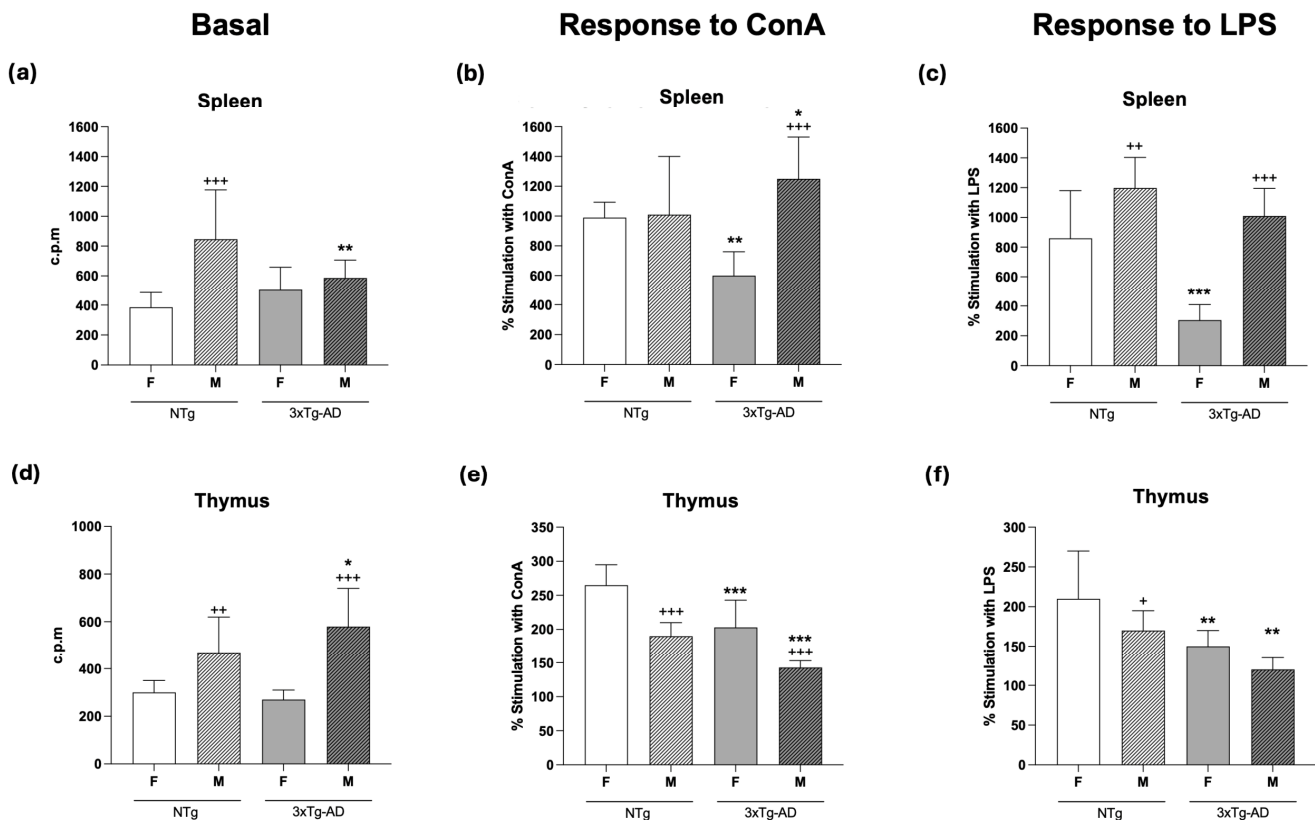 Basal
Response to ConA
Response to LPS
(a)
Spleen
c.p.m
1600
1400
1200
1000
800
600
400
200
0
+++
**
F M F M
NTg 3xTg-AD
(b)
Spleen
% Stimulation with ConA
1600
1400
1200
1000
800
600
400
200
0
**
*
+++
F M F M
NTg 3xTg-AD
(c)
Spleen
% Stimulation with LPS
1600
1400
1200
1000
800
600
400
200
0
++
***
+++
F M F M
NTg 3xTg-AD
(d)
Thymus
c.p.m
1000
800
600
400
200
0
++
*
+++
F M F M
NTg 3xTg-AD
(e)
Thymus
% Stimulation with ConA
350
300
250
200
150
100
50
0
+++
***
***
+++
F M F M
NTg 3xTg-AD
(f)
Thymus
% Stimulation with LPS
300
250
200
150
100
50
0
+
**
**
F M F M
NTg 3xTg-AD